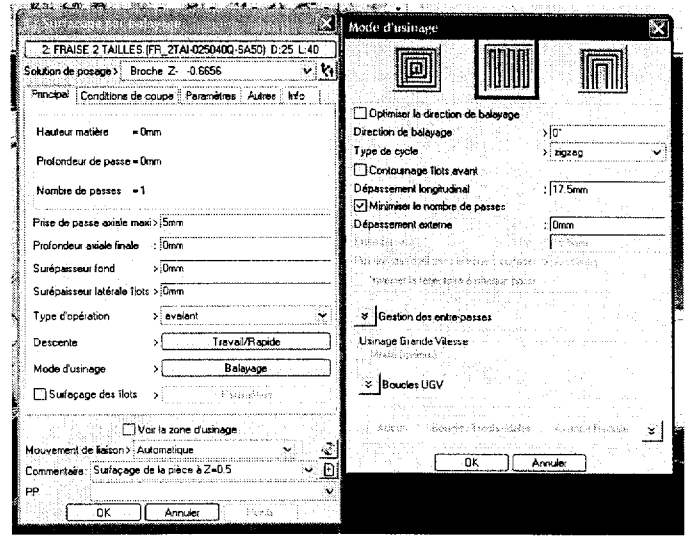 2: FRAISE 2 TAILLES.(FR_2TAI-025040Q-SA50) D:25 L:40
Solution de posage > Broche Z- -0.6656
Principal Conditions de coupe Paramètres Autres Info
Hauteur matière = 0mm
Profondeur de passe = 0mm
Nombre de passes = 1
Prise de passe axiale maxi > 5mm
Profondeur axiale finale : 0mm
Surépaisseur fond > 0mm
Surépaisseur latérale îlots > 0mm
Type d'opération > avalant
Descente > Travail/Rapide
Mode d'usinage > Balayage
Surfaçage des îlots >
Voir la zone d'usinage
Mouvement de liaison > Automatique
Commentaire: Surfaçage de la pièce à Z=0.5
PP
OK Annuler
Mode d'usinage
Optimiser la direction de balayage
Direction de balayage > 0°
Type de cycle > zigzag
Contournage îlots avant
Dépassement longitudinal : 17.5mm
Minimiser le nombre de passes
Dépassement externe : 0mm
Gestion des entre-passes
Usinage Grande Vitesse
Boucles UGV
OK Annuler